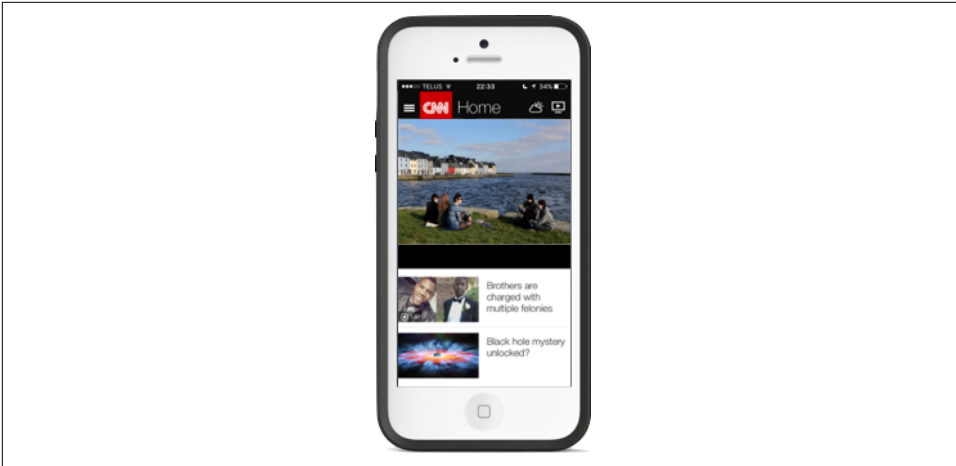 TELUS 22:33 34%
CNN Home
Brothers are
charged with
multiple felonies
Black hole mystery
unlocked?